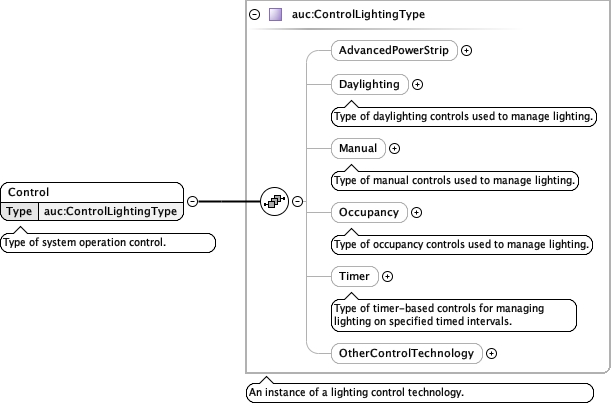 auc:ControlLightingType
AdvancedPowerStrip
Daylighting
Type of daylighting controls used to manage lighting.
Manual
Type of manual controls used to manage lighting.
Control
Type auc:ControlLightingType
Type of system operation control.
Occupancy
Type of occupancy controls used to manage lighting.
Timer
Type of timer-based controls for managing
lighting on specified timed intervals.
OtherControlTechnology
An instance of a lighting control technology.